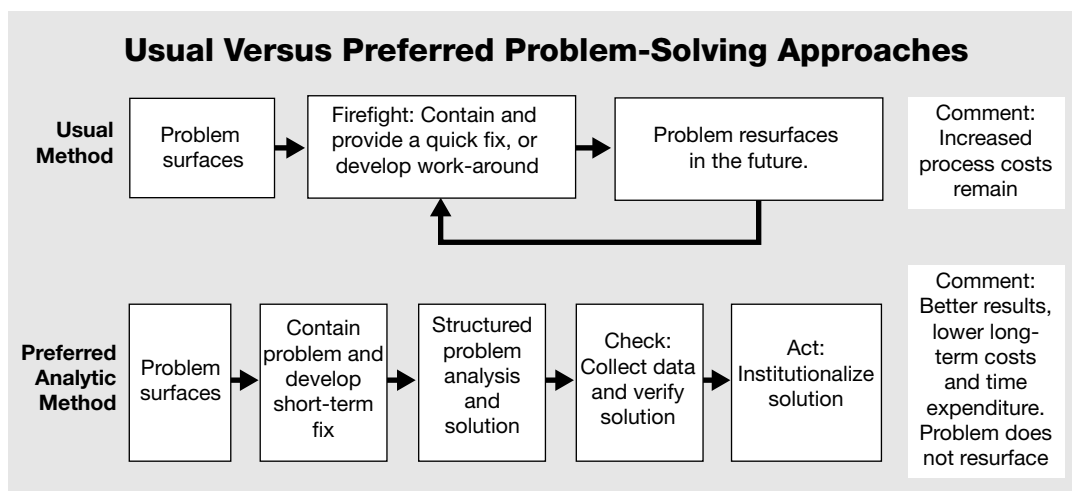 Usual Versus Preferred Problem-Solving Approaches
Usual
Method
Problem
surfaces
Firefight: Contain and
provide a quick fix, or
develop work-around
Problem resurfaces
in the future.
Comment:
Increased
process costs
remain
Preferred
Analytic
Method
Problem
surfaces
Contain
problem and
develop
short-term
fix
Structured
problem
analysis
and
solution
Check:
Collect data
and verify
solution
Act:
Institutionalize
solution
Comment:
Better results,
lower long-
term costs
and time
expenditure.
Problem does
not resurface